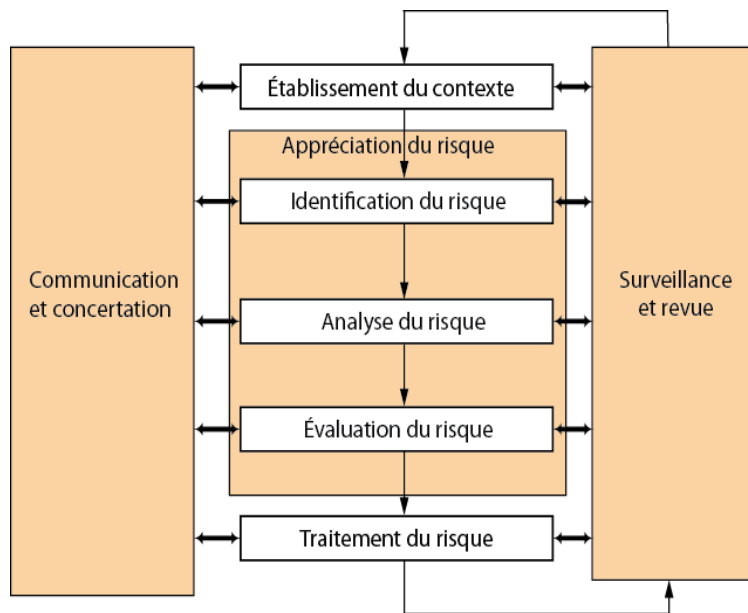 Établissement du contexte
Appréciation du risque
Identification du risque
Communication
et concertation
Surveillance
et revue
Analyse du risque
Évaluation du risque
Traitement du risque